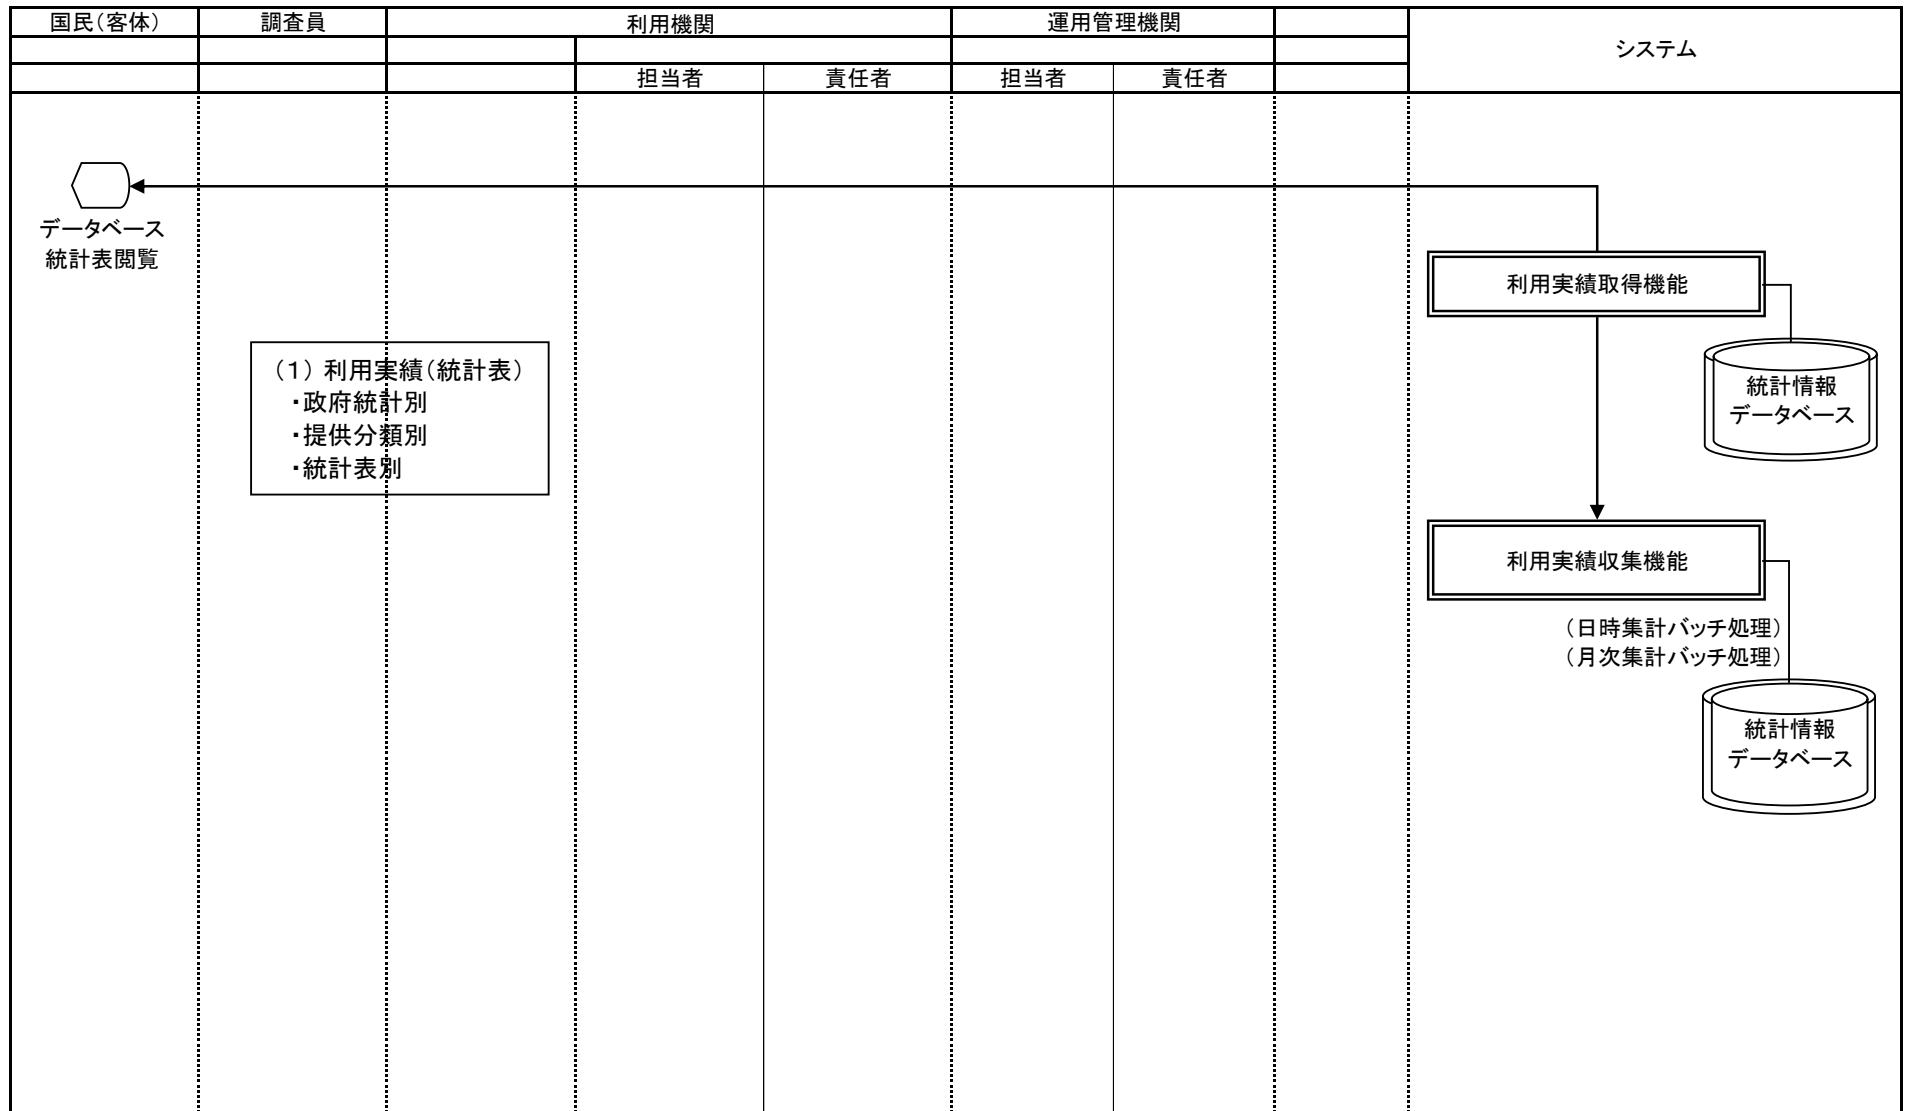 国民（客体）
調査員
利用機関
運用管理機関
システム
担当者
責任者
担当者
責任者
データベース
統計表閲覧
利用実績取得機能
統計情報
データベース
（１） 利用実績（統計表）
・政府統計別
・提供分類別
・統計表別
利用実績収集機能
（日時集計バッチ処理）
（月次集計バッチ処理）
統計情報
データベース